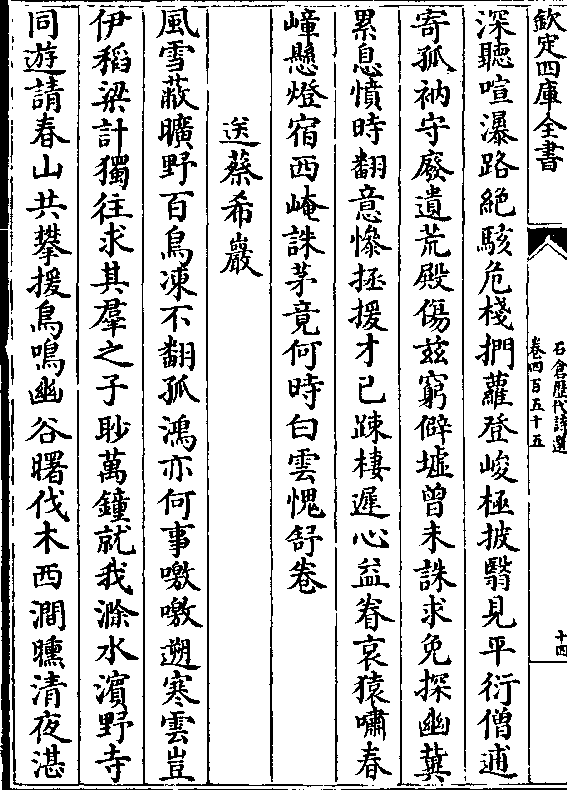 欽定四庫全書
石倉歷代詩選
卷四百五十五
十四
深聽喧瀑路絶駭危棧捫蘿登峻極披翳見平衍僧逋
寄孤衲守廢遺荒殿傷兹窮僻墟曾未誅求免探幽冀
累息憤時翻意慘拯援才已踈棲遲心益眷哀猿嘯春
嶂懸燈宿西崦誅茅竟何時白雲愧舒卷
送蔡希巖
風雪蔽曠野百鳥凍不翻孤鴻亦何事嗷嗷遡寒雲豈
伊稻梁計獨往求其羣之子眇萬鐘就我滁水濵野寺
同遊請春山共攀援鳥鳴幽谷曙伐木西澗曛清夜湛